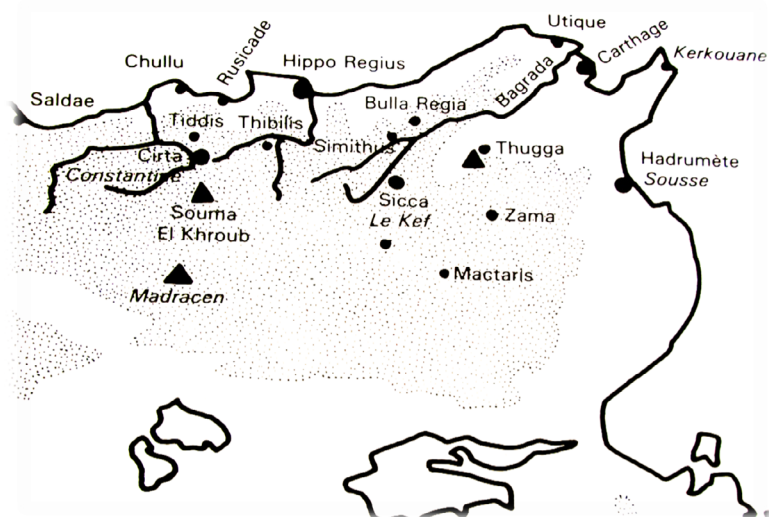 Utique
Chullu
Rusicade
Hippo Regius
Carthage
Kerkouane
Saldae
Bulla Regia
Bagrada
Tiddis
Thibilis
Simithus
Thugga
Cirta
Constantine
Hadrumète
Sousse
Souma
El Khroub
Sicca
Le Kef
Zama
Mactaris
Madracen